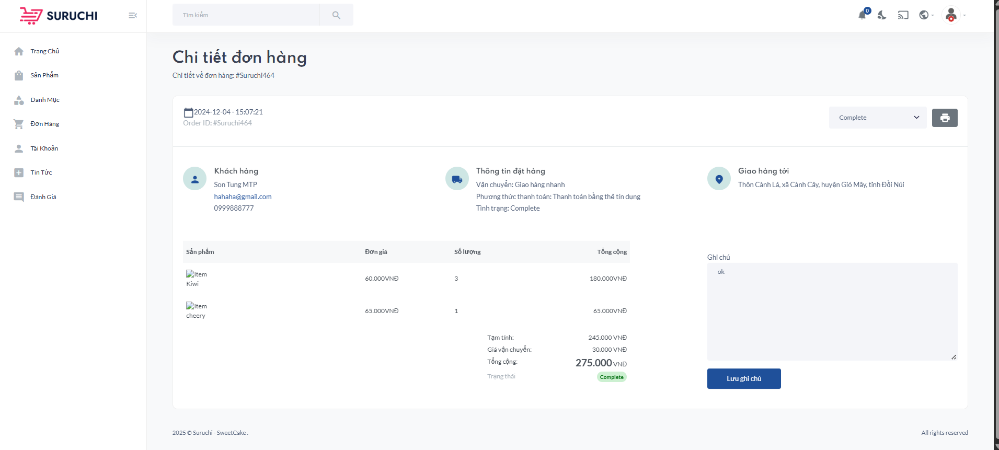 SURUCHI
Tìm kiếm
0
Trang Chủ
Sản Phẩm
Danh Mục
Đơn Hàng
Tài Khoản
Tin Tức
Đánh Giá
Chi tiết đơn hàng
Chi tiết về đơn hàng: #Suruchi464
2024-12-04 - 15:07:21
Order ID: #Suruchi464
Complete
Khách hàng
Son Tung MTP
hahaha@gmail.com
0999888777
Thông tin đặt hàng
Vận chuyển: Giao hàng nhanh
Phương thức thanh toán: Thanh toán bằng thẻ tín dụng
Tình trạng: Complete
Giao hàng tới
Thôn Cành Lá, xã Cành Cây, huyện Gió Mây, tỉnh Đồi Núi
Sản phẩm Đơn giá Số lượng Tổng cộng
Item
Kiwi
60.000VNĐ 3 180.000VNĐ
Item
cheery
65.000VNĐ 1 65.000VNĐ
Tạm tính: 245.000 VNĐ
Giá vận chuyển: 30.000 VNĐ
Tổng cộng: 275.000 VNĐ
Trạng thái Complete
Ghi chú
ok
Lưu ghi chú
2025 © Suruchi - SweetCake .
All rights reserved